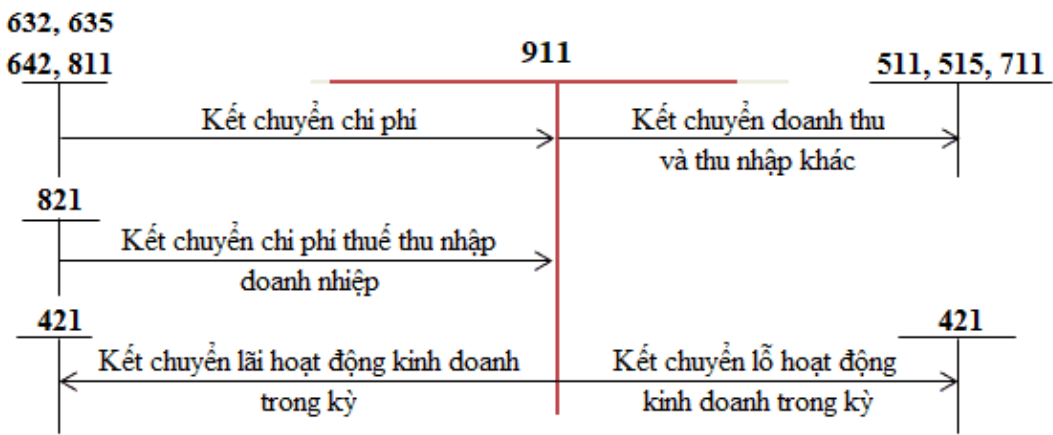 632, 635
642, 811
911
511, 515, 711
Kết chuyển chi phí
Kết chuyển doanh thu
và thu nhập khác
821
Kết chuyển chi phí thuế thu nhập
doanh nhiệp
421
421
Kết chuyển lãi hoạt động kinh doanh
trong kỳ
Kết chuyển lỗ hoạt động
kinh doanh trong kỳ